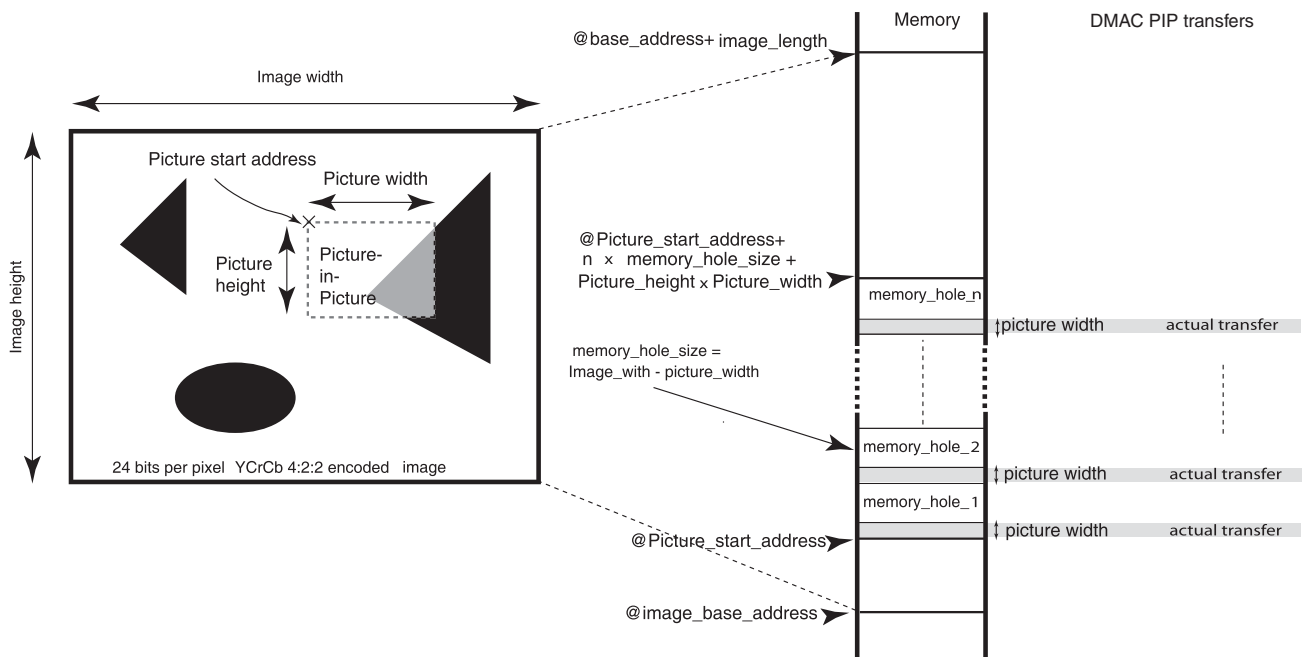 Memory
DMAC PIP transfers
@base_address+ image_length
Image width
Picture start address
Picture width
Image height
Picture
height
Picture-
in-
Picture
24 bits per pixel YCrCb 4:2:2 encoded image
@Picture_start_address+
n x memory_hole_size +
Picture_height x Picture_width
memory_hole_n
picture width
actual transfer
memory_hole_size =
Image_with - picture_width
memory_hole_2
picture width
actual transfer
memory_hole_1
picture width
actual transfer
@Picture_start_address
@image_base_address